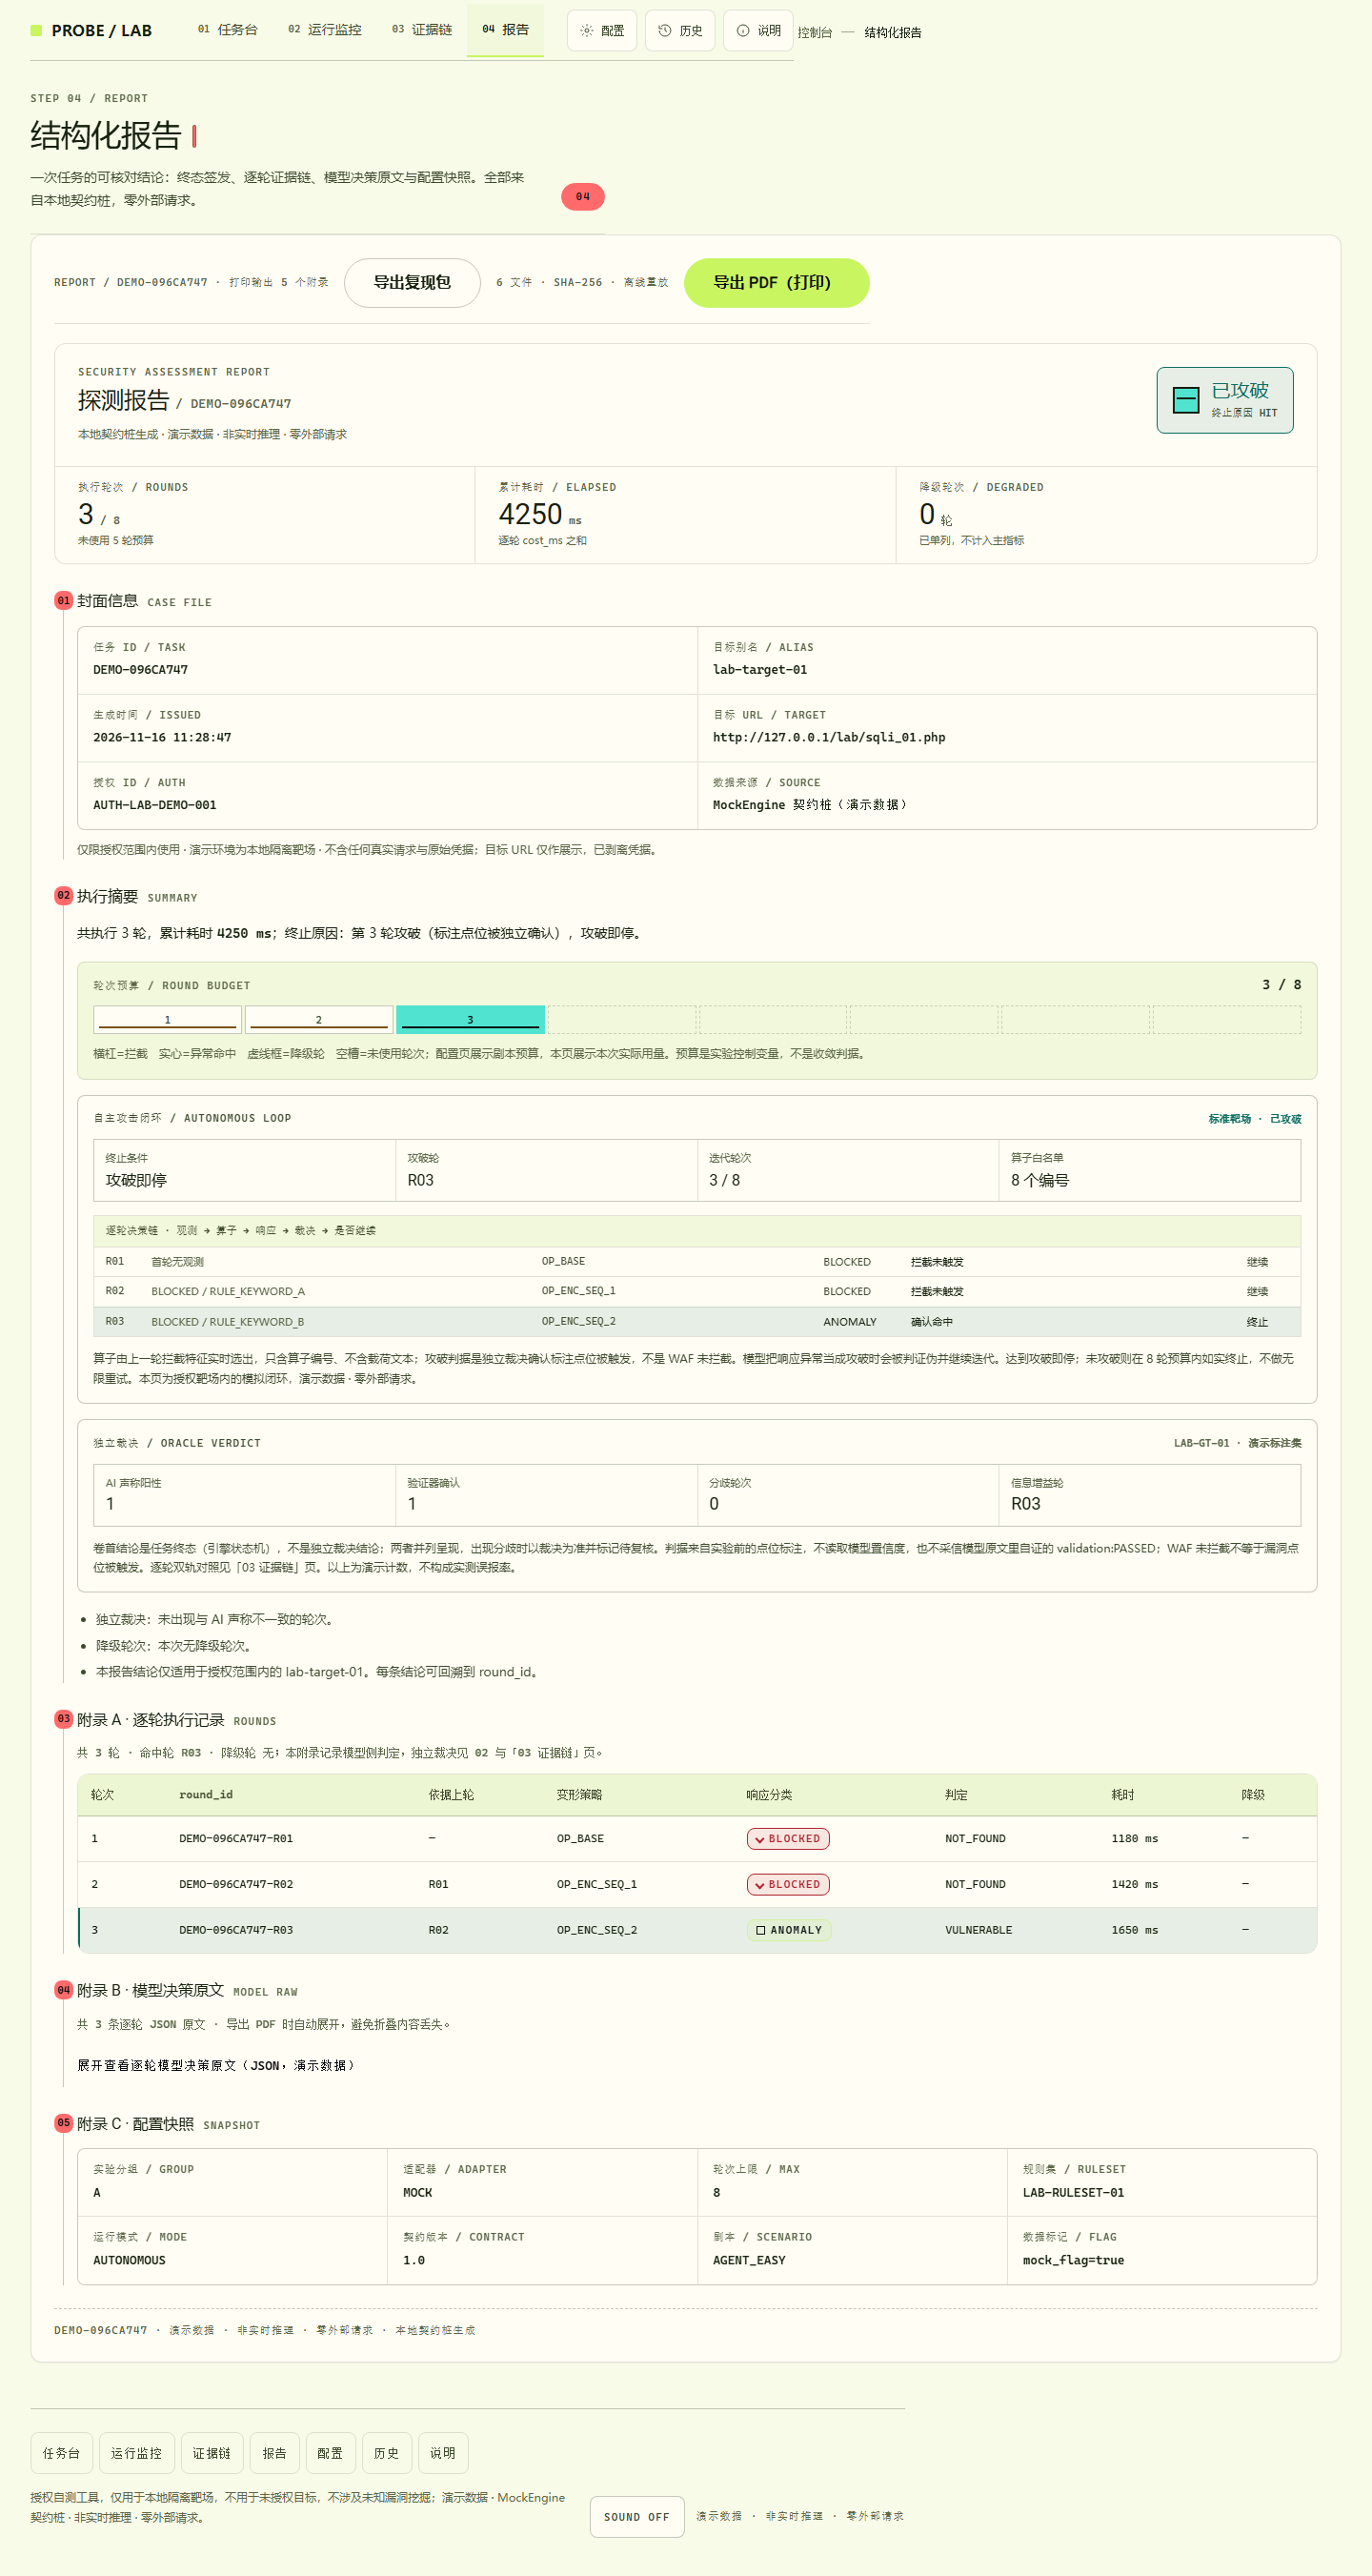 PROBE / LAB
01 任务台
02 运行监控
03 证据链
04 报告
配置
历史
说明
控制台 — 结构化报告
STEP 04 / REPORT
结构化报告
一次任务的可核对结论：终态签发、逐轮证据链、模型决策原文与配置快照。全部来
自本地契约桩，零外部请求。
04
REPORT / DEMO-096CA747 · 打印输出 5 个附录
导出复现包
6 文件 · SHA-256 · 离线重放
导出 PDF（打印）
SECURITY ASSESSMENT REPORT
探测报告 / DEMO-096CA747
本地契约桩生成 · 演示数据 · 非实时推理 · 零外部请求
已攻破
终止原因 HIT
执行轮次 / ROUNDS
3 / 8
未使用 5 轮预算
累计耗时 / ELAPSED
4250 ms
逐轮 cost_ms 之和
降级轮次 / DEGRADED
0 轮
已单列，不计入主指标
01 封面信息 CASE FILE
任务 ID / TASK
DEMO-096CA747
目标别名 / ALIAS
lab-target-01
生成时间 / ISSUED
2026-11-16 11:28:47
目标 URL / TARGET
http://127.0.0.1/lab/sqli_01.php
授权 ID / AUTH
AUTH-LAB-DEMO-001
数据来源 / SOURCE
MockEngine 契约桩（演示数据）
仅限授权范围内使用 · 演示环境为本地隔离靶场 · 不含任何真实请求与原始凭据；目标 URL 仅作展示，已剥离凭据。
02 执行摘要 SUMMARY
共执行 3 轮，累计耗时 4250 ms；终止原因：第 3 轮攻破（标注点位被独立确认），攻破即停。
轮次预算 / ROUND BUDGET
3 / 8
1
2
3
横杠=拦截 实心=异常命中 虚线框=降级轮 空槽=未使用轮次；配置页展示剧本预算，本页展示本次实际用量。预算是实验控制变量，不是收敛判据。
自主攻击闭环 / AUTONOMOUS LOOP
标准靶场 · 已攻破
终止条件
攻破即停
攻破轮
R03
迭代轮次
3 / 8
算子白名单
8 个编号
逐轮决策链 · 观测 → 算子 → 响应 → 裁决 → 是否继续
R01 首轮无观测 OP_BASE BLOCKED 拦截未触发 继续
R02 BLOCKED / RULE_KEYWORD_A OP_ENC_SEQ_1 BLOCKED 拦截未触发 继续
R03 BLOCKED / RULE_KEYWORD_B OP_ENC_SEQ_2 ANOMALY 确认命中 终止
算子由上一轮拦截特征实时选出，只含算子编号、不含载荷文本；攻破判据是独立裁决确认标注点位被触发，不是 WAF 未拦截。模型把响应异常当成攻破时会被判证伪并继续迭代。达到攻破即停；未攻破则在 8 轮预算内如实终止，不做无
限重试。本页为授权靶场内的模拟闭环，演示数据 · 零外部请求。
独立裁决 / ORACLE VERDICT
LAB-GT-01 · 演示标注集
AI 声称阳性
1
验证器确认
1
分歧轮次
0
信息增益轮
R03
卷首结论是任务终态（引擎状态机），不是独立裁决结论；两者并列呈现，出现分歧时以裁决为准并标记待复核。判据来自实验前的点位标注，不读取模型置信度，也不采信模型原文里自证的 validation:PASSED；WAF 未拦截不等于漏洞点
位被触发。逐轮双轨对照见「03 证据链」页。以上为演示计数，不构成实测误报率。
• 独立裁决：未出现与 AI 声称不一致的轮次。
• 降级轮次：本次无降级轮次。
• 本报告结论仅适用于授权范围内的 lab-target-01。每条结论可回溯到 round_id。
03 附录 A · 逐轮执行记录 ROUNDS
共 3 轮 · 命中轮 R03 · 降级轮 无；本附录记录模型侧判定，独立裁决见 02 与「03 证据链」页。
轮次 round_id 依据上轮 变形策略 响应分类 判定 耗时 降级
1 DEMO-096CA747-R01 — OP_BASE BLOCKED NOT_FOUND 1180 ms —
2 DEMO-096CA747-R02 R01 OP_ENC_SEQ_1 BLOCKED NOT_FOUND 1420 ms —
3 DEMO-096CA747-R03 R02 OP_ENC_SEQ_2 ANOMALY VULNERABLE 1650 ms —
04 附录 B · 模型决策原文 MODEL RAW
共 3 条逐轮 JSON 原文 · 导出 PDF 时自动展开，避免折叠内容丢失。
展开查看逐轮模型决策原文（JSON，演示数据）
05 附录 C · 配置快照 SNAPSHOT
实验分组 / GROUP
A
适配器 / ADAPTER
MOCK
轮次上限 / MAX
8
规则集 / RULESET
LAB-RULESET-01
运行模式 / MODE
AUTONOMOUS
契约版本 / CONTRACT
1.0
剧本 / SCENARIO
AGENT_EASY
数据标记 / FLAG
mock_flag=true
DEMO-096CA747 · 演示数据 · 非实时推理 · 零外部请求 · 本地契约桩生成
任务台
运行监控
证据链
报告
配置
历史
说明
授权自测工具，仅用于本地隔离靶场，不用于未授权目标，不涉及未知漏洞挖掘；演示数据 · MockEngine
契约桩 · 非实时推理 · 零外部请求。
SOUND OFF
演示数据 · 非实时推理 · 零外部请求